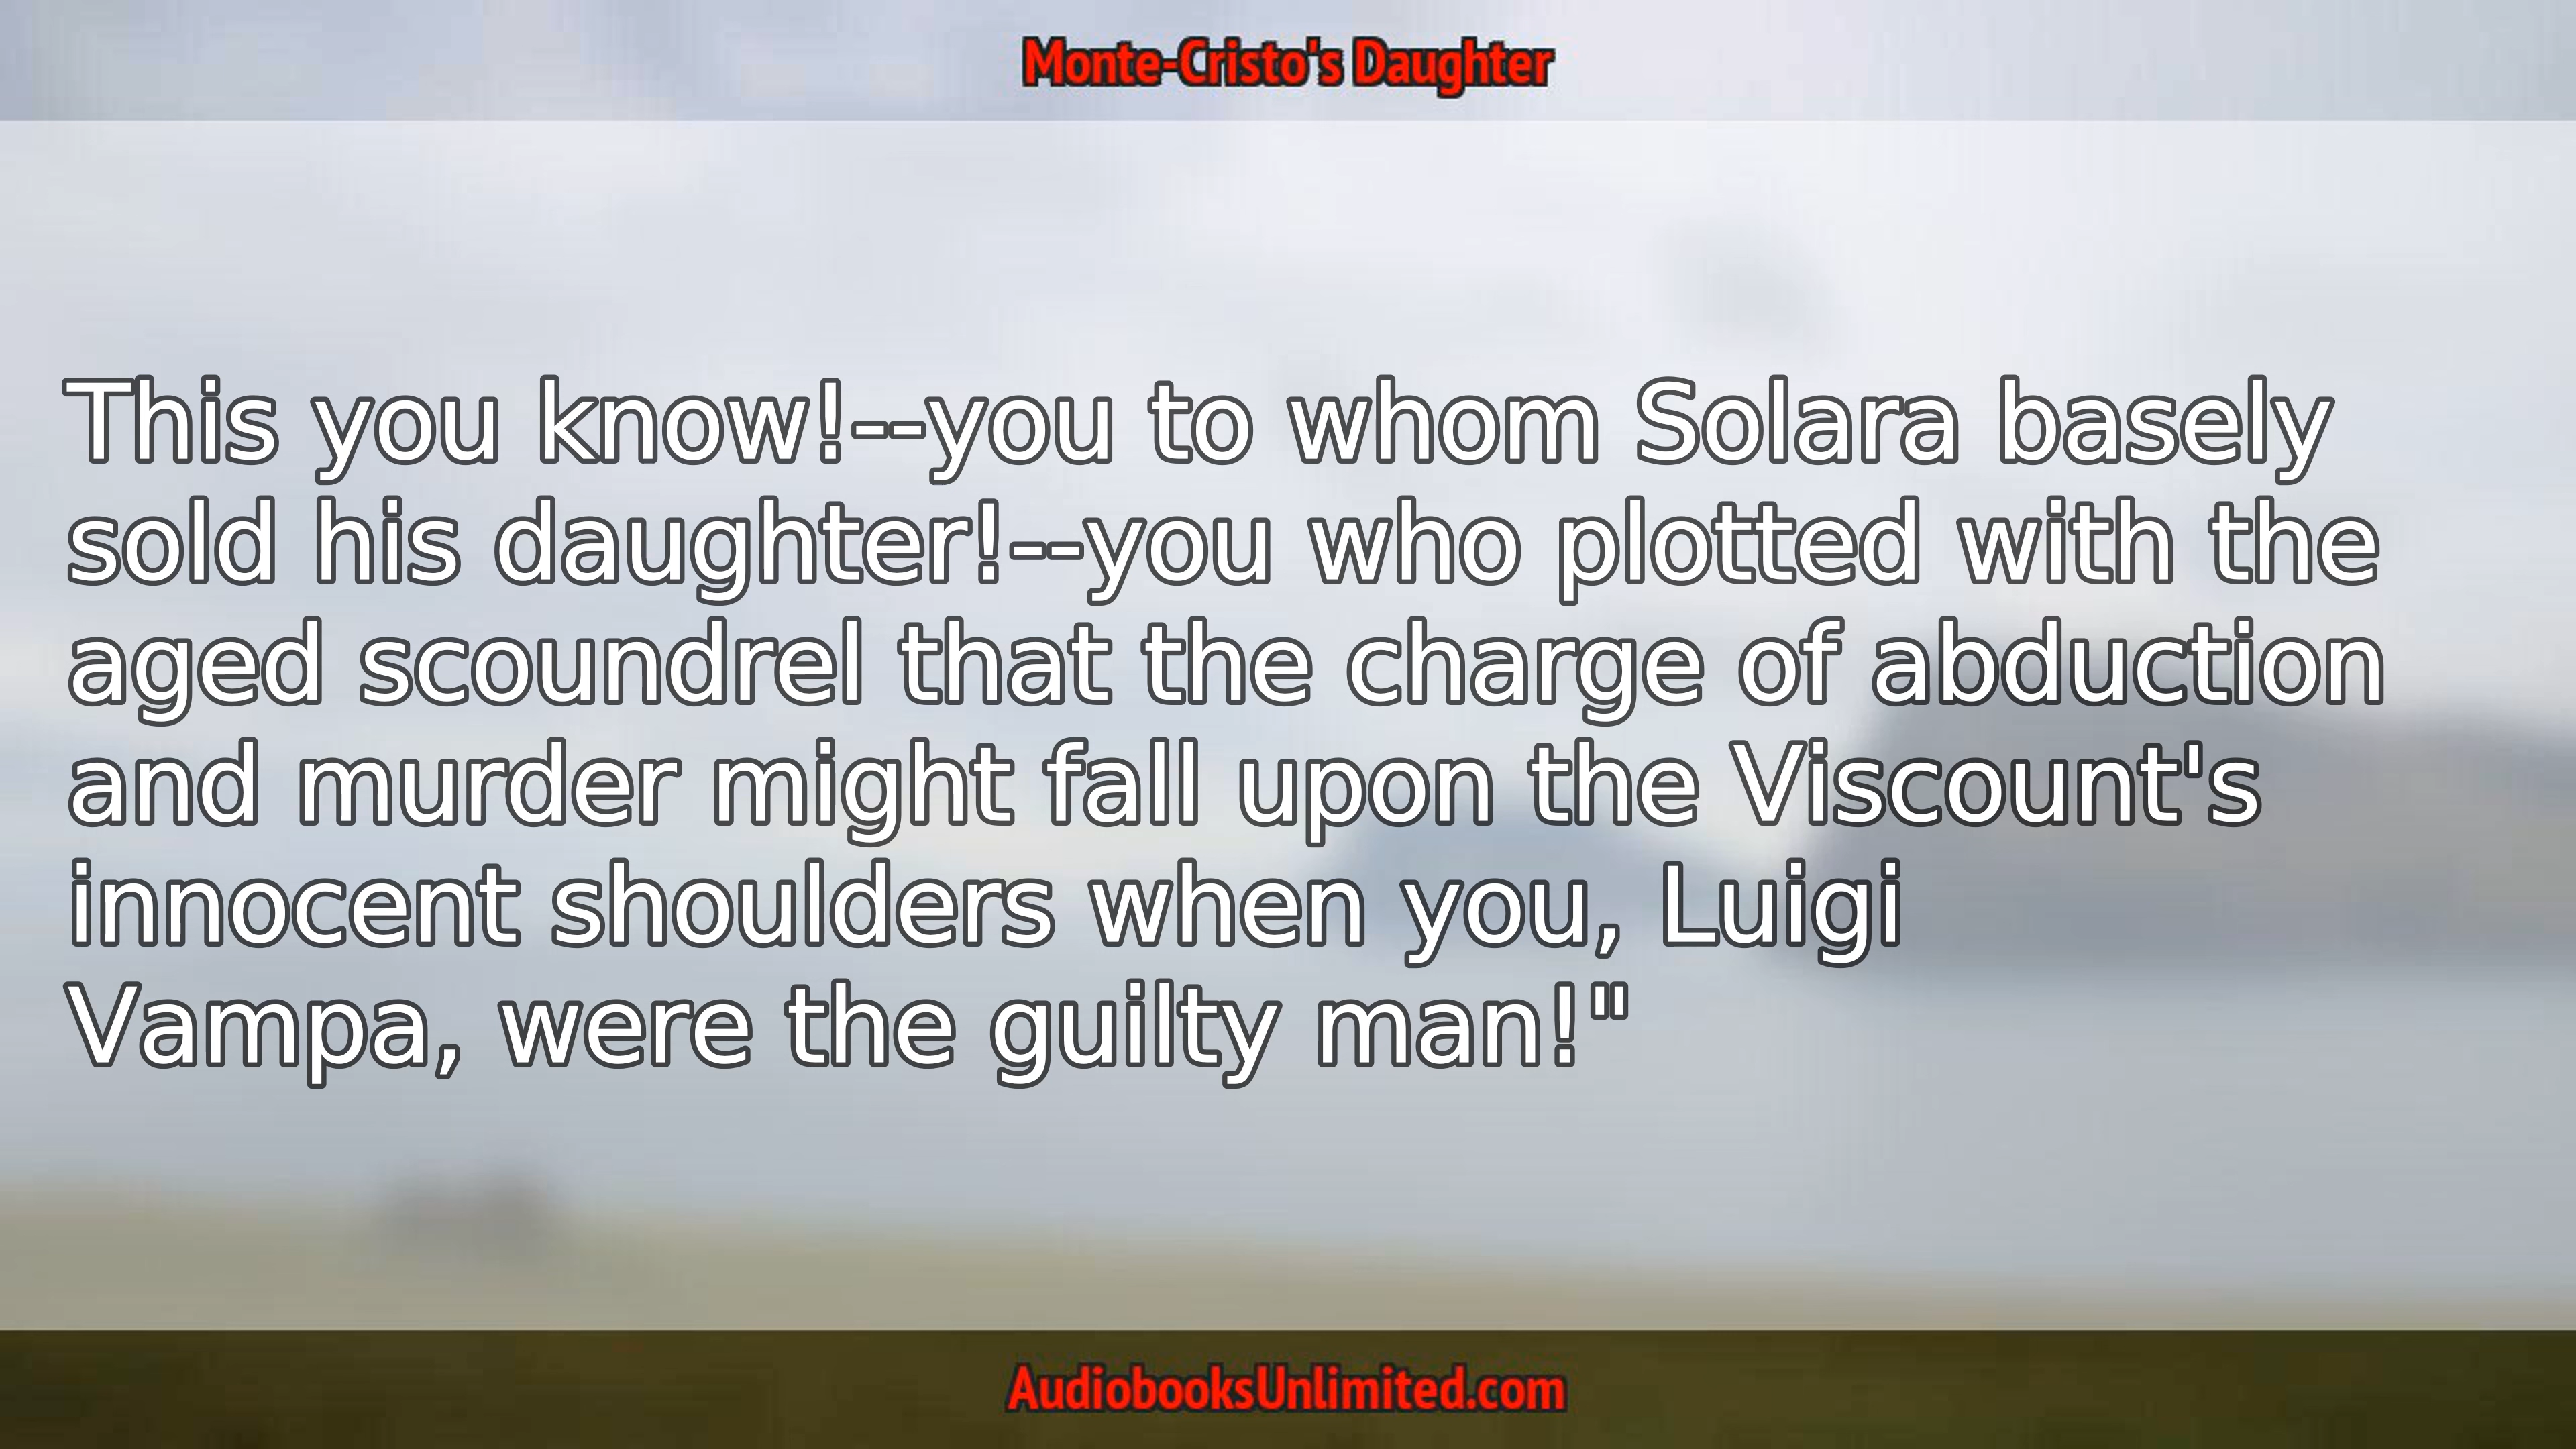 Monte-Cristo's Daughter
This you know!--you to whom Solara basely
sold his daughter!--you who plotted with the
aged scoundrel that the charge of abduction
and murder might fall upon the Viscount's
innocent shoulders when you, Luigi
Vampa, were the guilty man!"
AudiobooksUnlimited.com